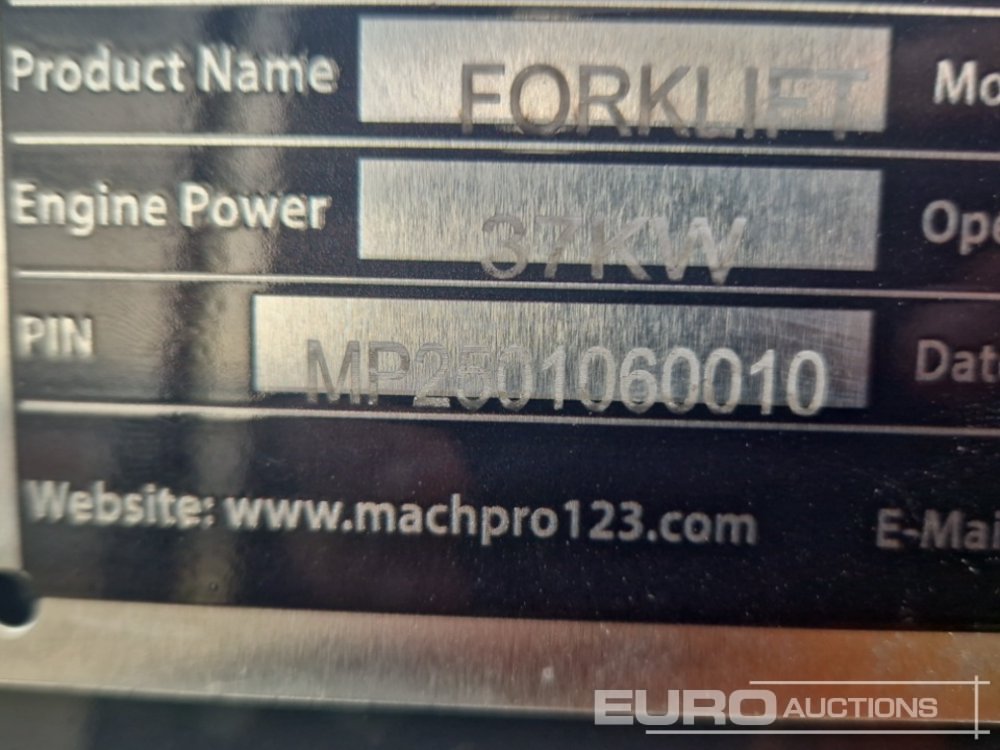 Product Name FORKLIFT Mo
Engine Power 37KW Ope
PIN MP2501060010 Dat
Website: www.machpro123.com E-Mai
EURO AUCTIONS